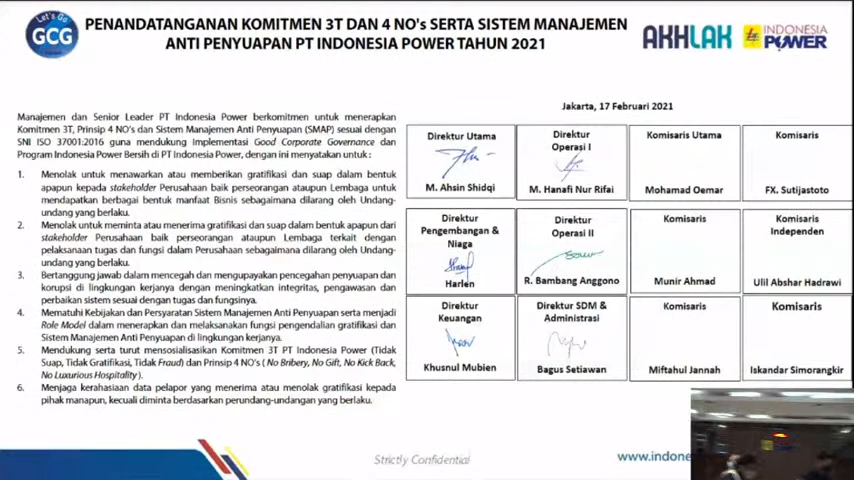 Let's Go
GCG
PENANDATANGANAN KOMITMEN 3T DAN 4 NO's SERTA SISTEM MANAJEMEN
ANTI PENYUAPAN PT INDONESIA POWER TAHUN 2021
AKHLAK
INDONESIA
POWER
Manajemen dan Senior Leader PT Indonesia Power berkomitmen untuk menerapkan
Komitmen 3T, Prinsip 4 NO's dan Sistem Manajemen Anti Penyuapan (SMAP) sesuai dengan
SNI ISO 37001:2016 guna mendukung Implementasi Good Corporate Governance dan
Program Indonesia Power Bersih di PT Indonesia Power, dengan ini menyatakan untuk :
1. Menolak untuk menawarkan atau memberikan gratifikasi dan suap dalam bentuk
apapun kepada stakeholder Perusahaan baik perseorangan ataupun Lembaga untuk
mendapatkan berbagai bentuk manfaat Bisnis sebagaimana dilarang oleh Undang-
undang yang berlaku.
2. Menolak untuk meminta atau menerima gratifikasi dan suap dalam bentuk apapun dari
stakeholder Perusahaan baik perseorangan ataupun Lembaga terkait dengan
pelaksanaan tugas dan fungsi dalam Perusahaan sebagaimana dilarang oleh Undang-
undang yang berlaku.
3. Bertanggung jawab dalam mencegah dan mengupayakan pencegahan penyuapan dan
korupsi di lingkungan kerjanya dengan meningkatkan integritas, pengawasan dan
perbaikan sistem sesuai dengan tugas dan fungsinya.
4. Mematuhi Kebijakan dan Persyaratan Sistem Manajemen Anti Penyuapan serta menjadi
Role Model dalam menerapkan dan melaksanakan fungsi pengendalian gratifikasi dan
Sistem Manajemen Anti Penyuapan di lingkungan kerjanya.
5. Mendukung serta turut mensosialisasikan Komitmen 3T PT Indonesia Power (Tidak
Suap, Tidak Gratifikasi, Tidak Fraud) dan Prinsip 4 NO's ( No Bribery, No Gift, No Kick Back,
No Luxurious Hospitality).
6. Menjaga kerahasiaan data pelapor yang menerima atau menolak gratifikasi kepada
pihak manapun, kecuali diminta berdasarkan perundang-undangan yang berlaku.
Jakarta, 17 Februari 2021
Direktur Utama
M. Ahsin Shidqi
Direktur
Operasi I
M. Hanafi Nur Rifai
Komisaris Utama
Mohamad Oemar
Komisaris
FX. Sutijastoto
Direktur
Pengembangan &
Niaga
Harlen
Direktur
Operasi II
R. Bambang Anggono
Komisaris
Munir Ahmad
Komisaris
Independen
Ulil Abshar Hadrawi
Direktur
Keuangan
Khusnul Mubien
Direktur SDM &
Administrasi
Bagus Setiawan
Komisaris
Miftahul Jannah
Komisaris
Iskandar Simorangkir
Strictly Confidential
www.indone